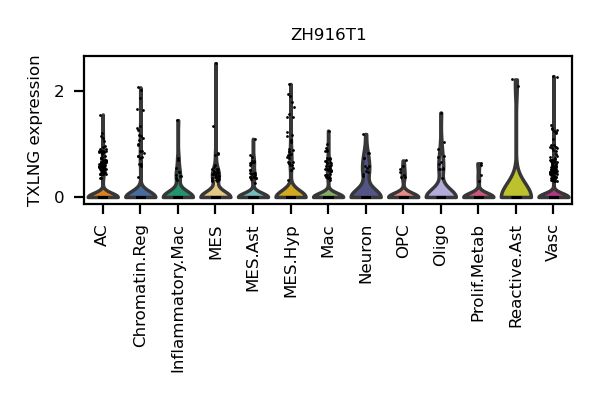 ZH916T1
TXLNG expression
2
0
AC
Chromatin.Reg
Inflammatory.Mac
MES
MES.Ast
MES.Hyp
Mac
Neuron
OPC
Oligo
Prolif.Metab
Reactive.Ast
Vasc